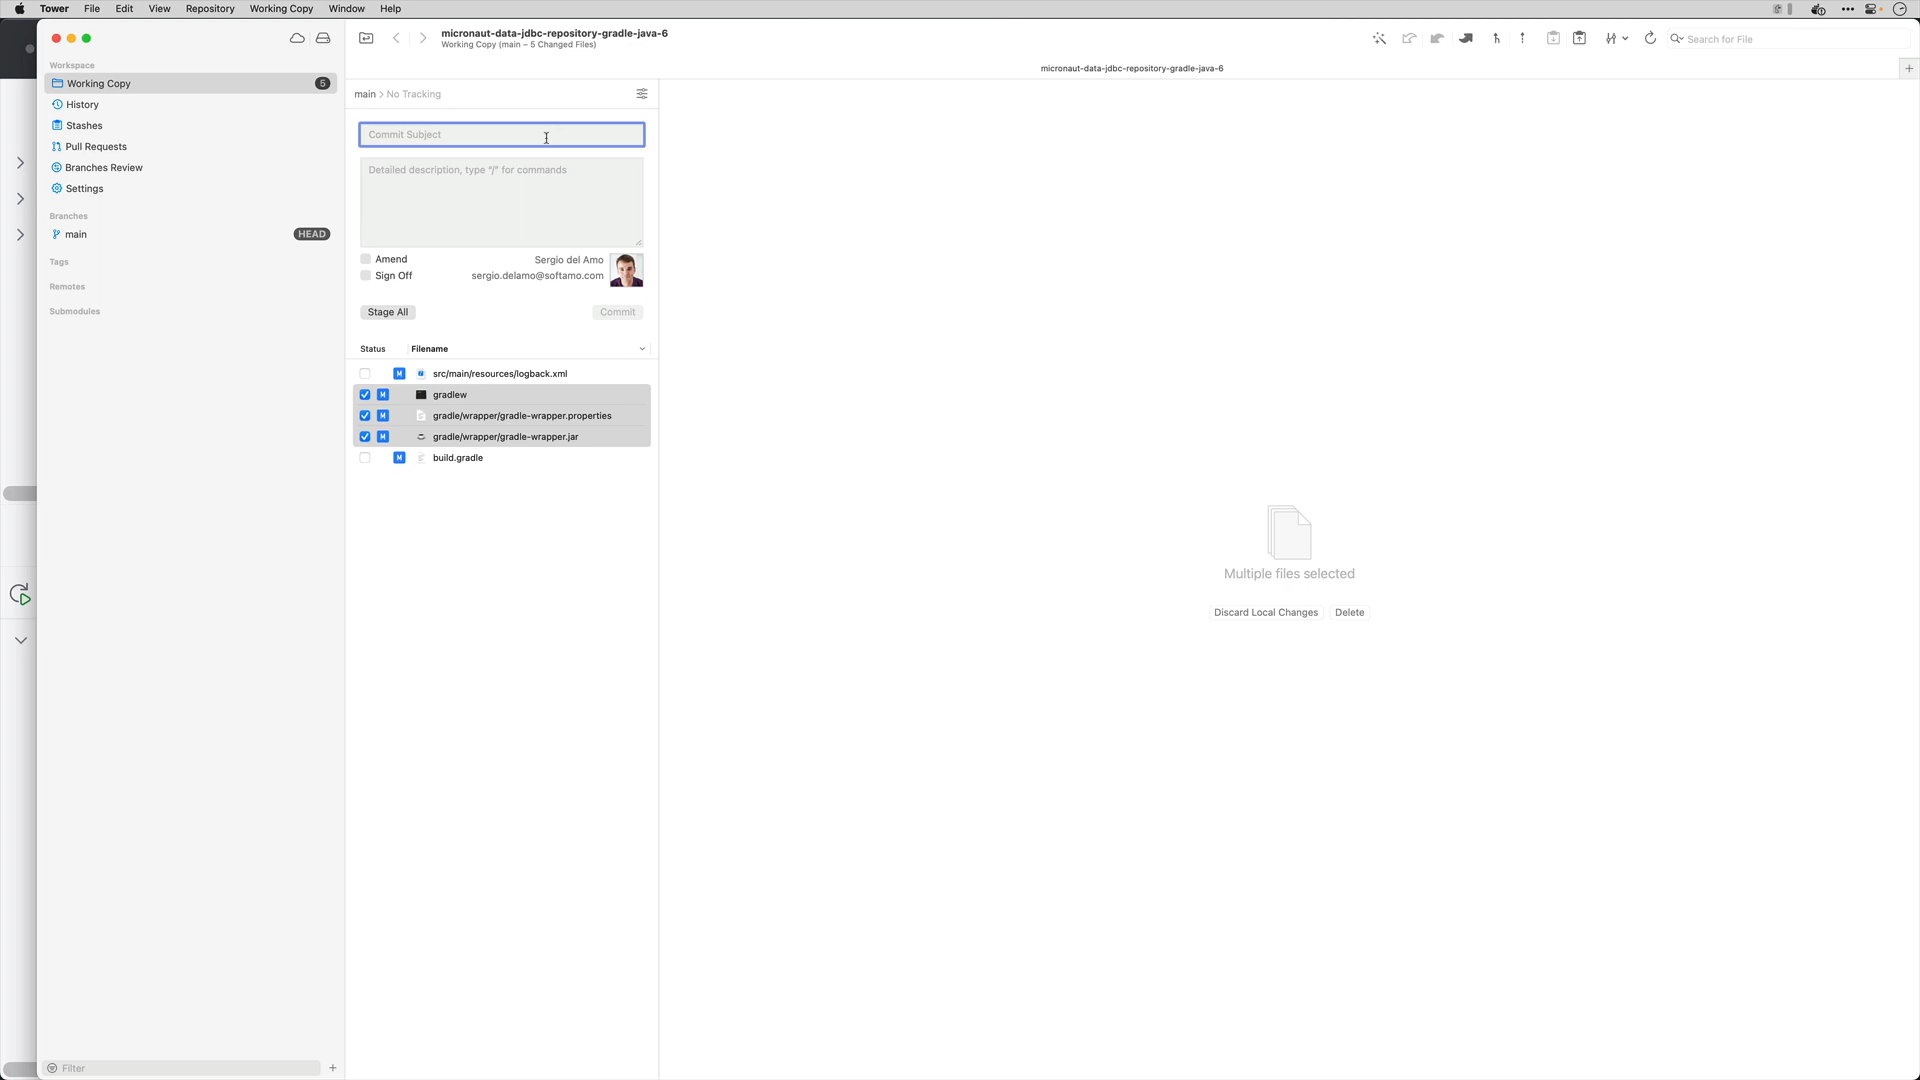 Tower File Edit View Repository Working Copy Window Help
micronaut-data-jdbc-repository-gradle-java-6
Working Copy (main – 5 Changed Files)
Search for File
micronaut-data-jdbc-repository-gradle-java-6
Workspace
Working Copy 5
History
Stashes
Pull Requests
Branches Review
Settings
Branches
main HEAD
Tags
Remotes
Submodules
Filter
main > No Tracking
Commit Subject
Detailed description, type "/" for commands
Amend Sergio del Amo
Sign Off sergio.delamo@softamo.com
Stage All Commit
Status Filename
M src/main/resources/logback.xml
M gradlew
M gradle/wrapper/gradle-wrapper.properties
M gradle/wrapper/gradle-wrapper.jar
M build.gradle
Multiple files selected
Discard Local Changes Delete